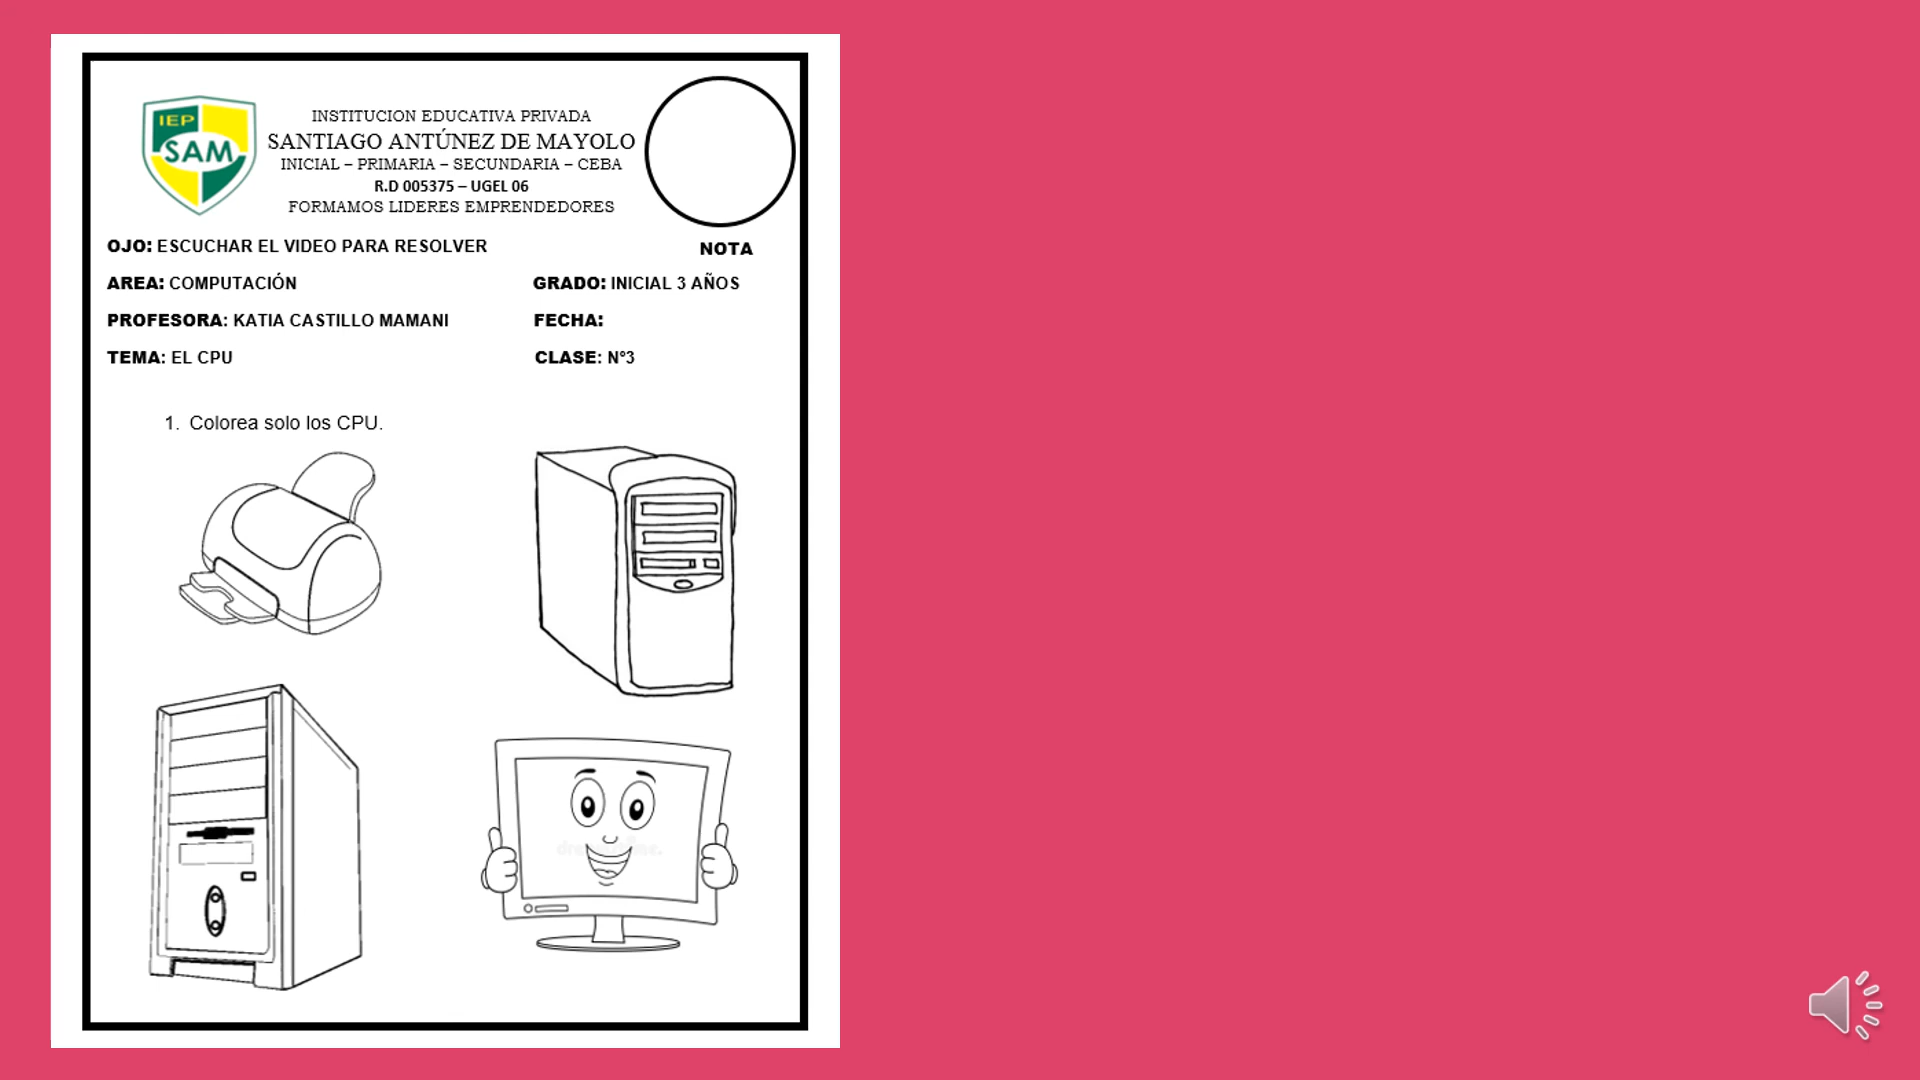 IEP
SAM
INSTITUCION EDUCATIVA PRIVADA
SANTIAGO ANTÚNEZ DE MAYOLO
INICIAL – PRIMARIA – SECUNDARIA – CEBA
R.D 005375 – UGEL 06
FORMAMOS LIDERES EMPRENDEDORES
OJO: ESCUCHAR EL VIDEO PARA RESOLVER
NOTA
AREA: COMPUTACIÓN GRADO: INICIAL 3 AÑOS
PROFESORA: KATIA CASTILLO MAMANI FECHA:
TEMA: EL CPU CLASE: N°3
1. Colorea solo los CPU.